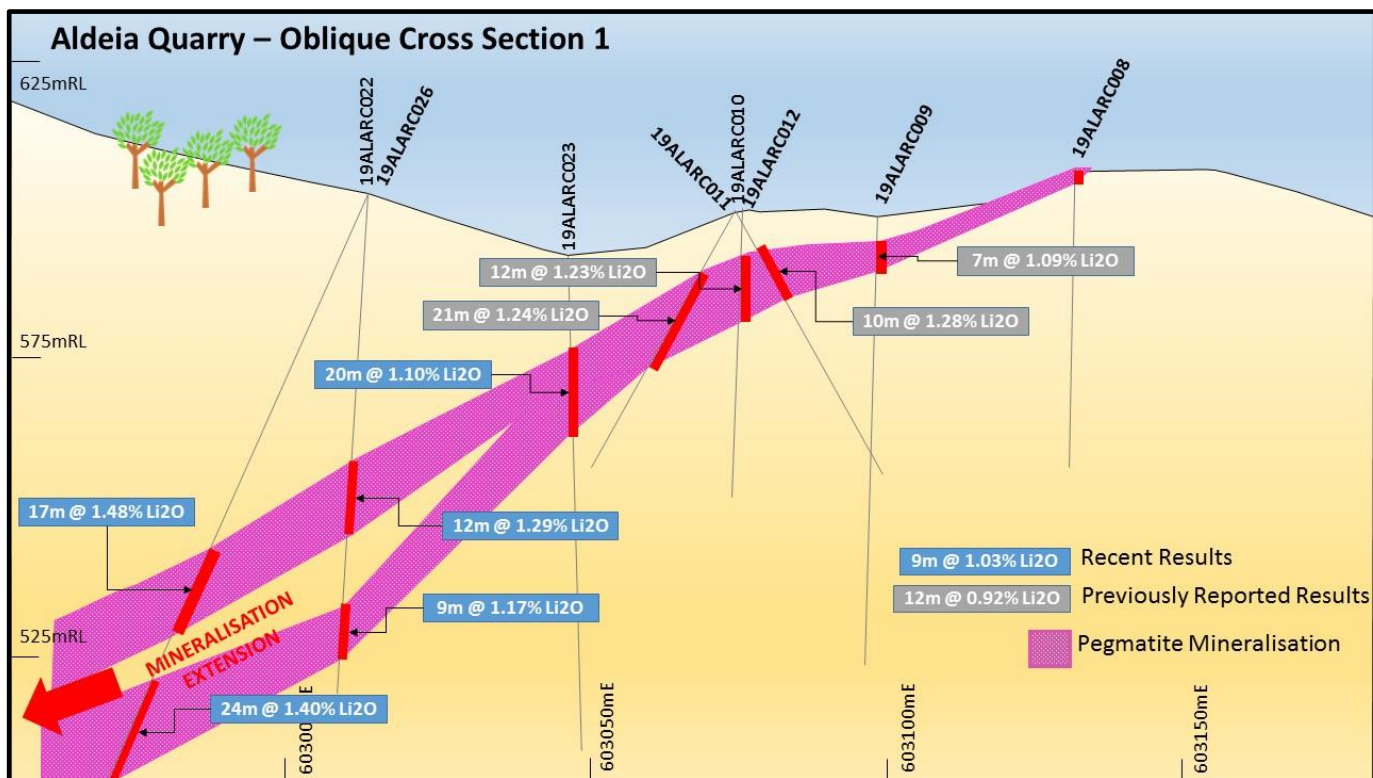 Aldeia Quarry – Oblique Cross Section 1
625mRL
19ALARC022
19ALARC026
19ALARC023
19ALARC011
19ALARC010
19ALARC012
19ALARC009
19ALARC008
12m @ 1.23% Li2O
7m @ 1.09% Li2O
21m @ 1.24% Li2O
10m @ 1.28% Li2O
575mRL
20m @ 1.10% Li2O
17m @ 1.48% Li2O
12m @ 1.29% Li2O
9m @ 1.03% Li2O Recent Results
12m @ 0.92% Li2O Previously Reported Results
9m @ 1.17% Li2O
525mRL
Pegmatite Mineralisation
MINERALISATION
EXTENSION
24m @ 1.40% Li2O
603050mE
603100mE
603150mE